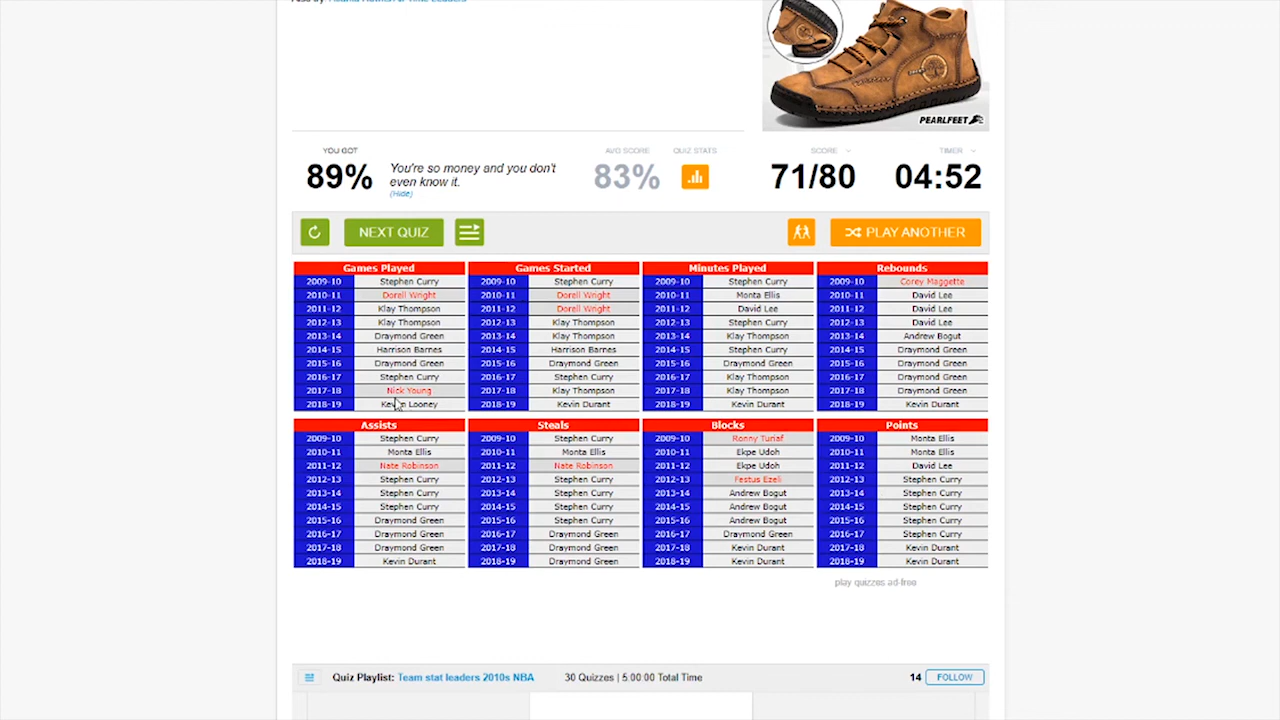 PEARLFEET
YOU GOT
89%
You're so money and you don't
even know it.
(Hide)
AVG SCORE
83%
QUIZ STATS
SCORE
71/80
TIMER
04:52
NEXT QUIZ
PLAY ANOTHER
Games Played
2009-10 Stephen Curry
2010-11 Dorell Wright
2011-12 Klay Thompson
2012-13 Klay Thompson
2013-14 Draymond Green
2014-15 Harrison Barnes
2015-16 Draymond Green
2016-17 Stephen Curry
2017-18 Nick Young
2018-19 Kevon Looney
Games Started
2009-10 Stephen Curry
2010-11 Dorell Wright
2011-12 Dorell Wright
2012-13 Klay Thompson
2013-14 Klay Thompson
2014-15 Harrison Barnes
2015-16 Draymond Green
2016-17 Stephen Curry
2017-18 Klay Thompson
2018-19 Kevin Durant
Minutes Played
2009-10 Stephen Curry
2010-11 Monta Ellis
2011-12 David Lee
2012-13 Stephen Curry
2013-14 Klay Thompson
2014-15 Stephen Curry
2015-16 Draymond Green
2016-17 Klay Thompson
2017-18 Klay Thompson
2018-19 Kevin Durant
Rebounds
2009-10 Corey Maggette
2010-11 David Lee
2011-12 David Lee
2012-13 David Lee
2013-14 Andrew Bogut
2014-15 Draymond Green
2015-16 Draymond Green
2016-17 Draymond Green
2017-18 Draymond Green
2018-19 Kevin Durant
Assists
2009-10 Stephen Curry
2010-11 Monta Ellis
2011-12 Nate Robinson
2012-13 Stephen Curry
2013-14 Stephen Curry
2014-15 Stephen Curry
2015-16 Draymond Green
2016-17 Draymond Green
2017-18 Draymond Green
2018-19 Kevin Durant
Steals
2009-10 Stephen Curry
2010-11 Monta Ellis
2011-12 Nate Robinson
2012-13 Stephen Curry
2013-14 Stephen Curry
2014-15 Stephen Curry
2015-16 Stephen Curry
2016-17 Draymond Green
2017-18 Draymond Green
2018-19 Draymond Green
Blocks
2009-10 Ronny Turiaf
2010-11 Ekpe Udoh
2011-12 Ekpe Udoh
2012-13 Festus Ezeli
2013-14 Andrew Bogut
2014-15 Andrew Bogut
2015-16 Andrew Bogut
2016-17 Draymond Green
2017-18 Kevin Durant
2018-19 Kevin Durant
Points
2009-10 Monta Ellis
2010-11 Monta Ellis
2011-12 David Lee
2012-13 Stephen Curry
2013-14 Stephen Curry
2014-15 Stephen Curry
2015-16 Stephen Curry
2016-17 Stephen Curry
2017-18 Kevin Durant
2018-19 Kevin Durant
play quizzes ad-free
Quiz Playlist: Team stat leaders 2010s NBA 30 Quizzes | 5:00:00 Total Time 14 FOLLOW